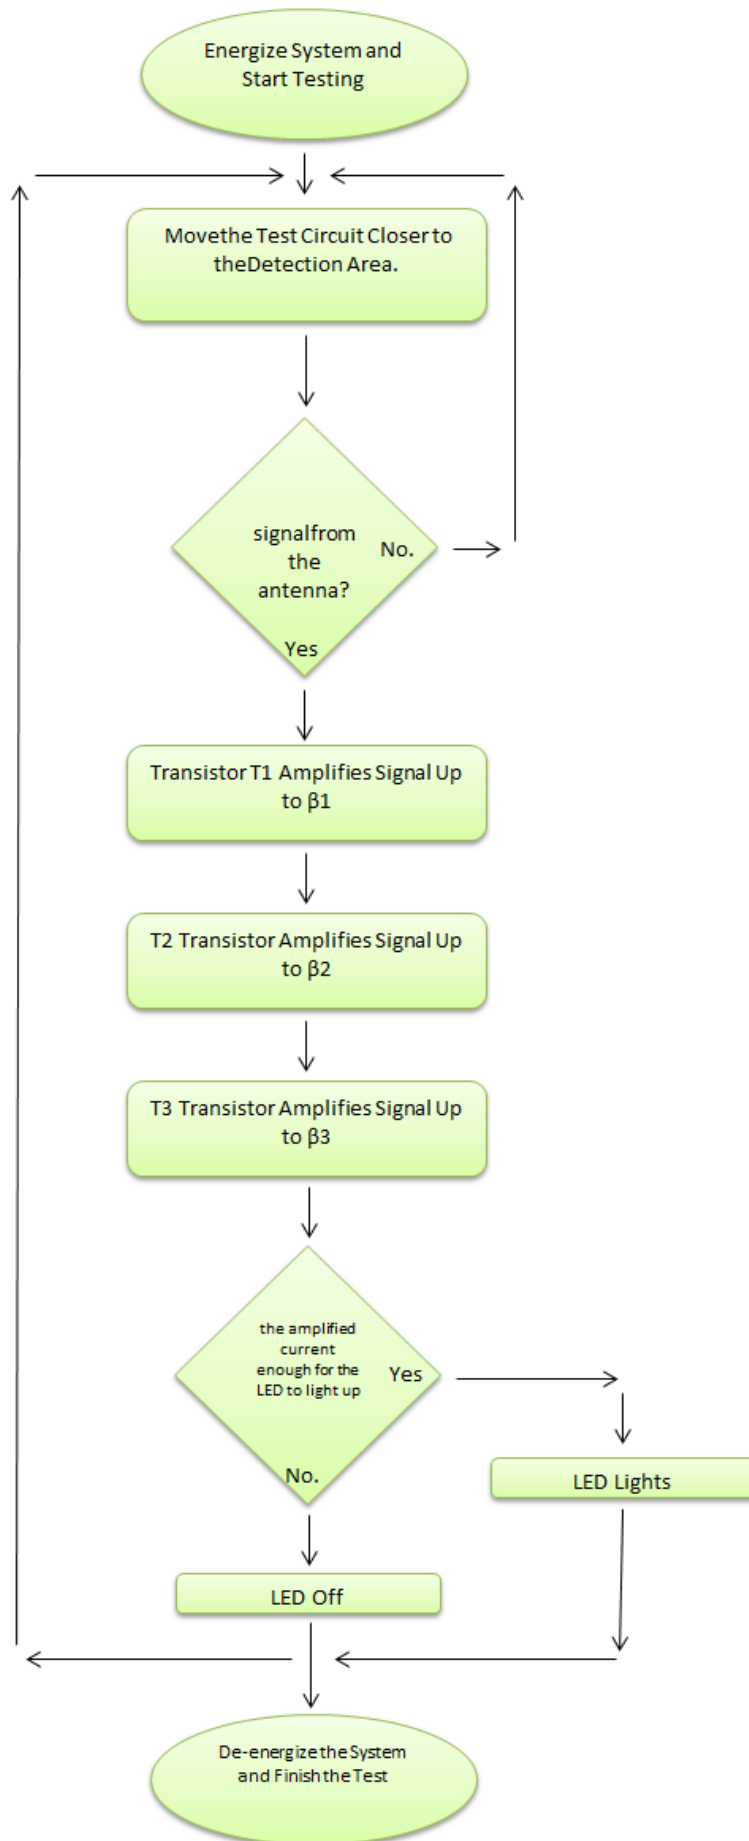 Energize System and
Start Testing
Movethe Test Circuit Closer to
theDetection Area.
signalfrom
the
antenna?
No.
Yes
Transistor T1 Amplifies Signal Up
to β1
T2 Transistor Amplifies Signal Up
to β2
T3 Transistor Amplifies Signal Up
to β3
the amplified
current
enough for the
LED to light up
Yes
No.
LED Lights
LED Off
De-energize the System
and Finish the Test